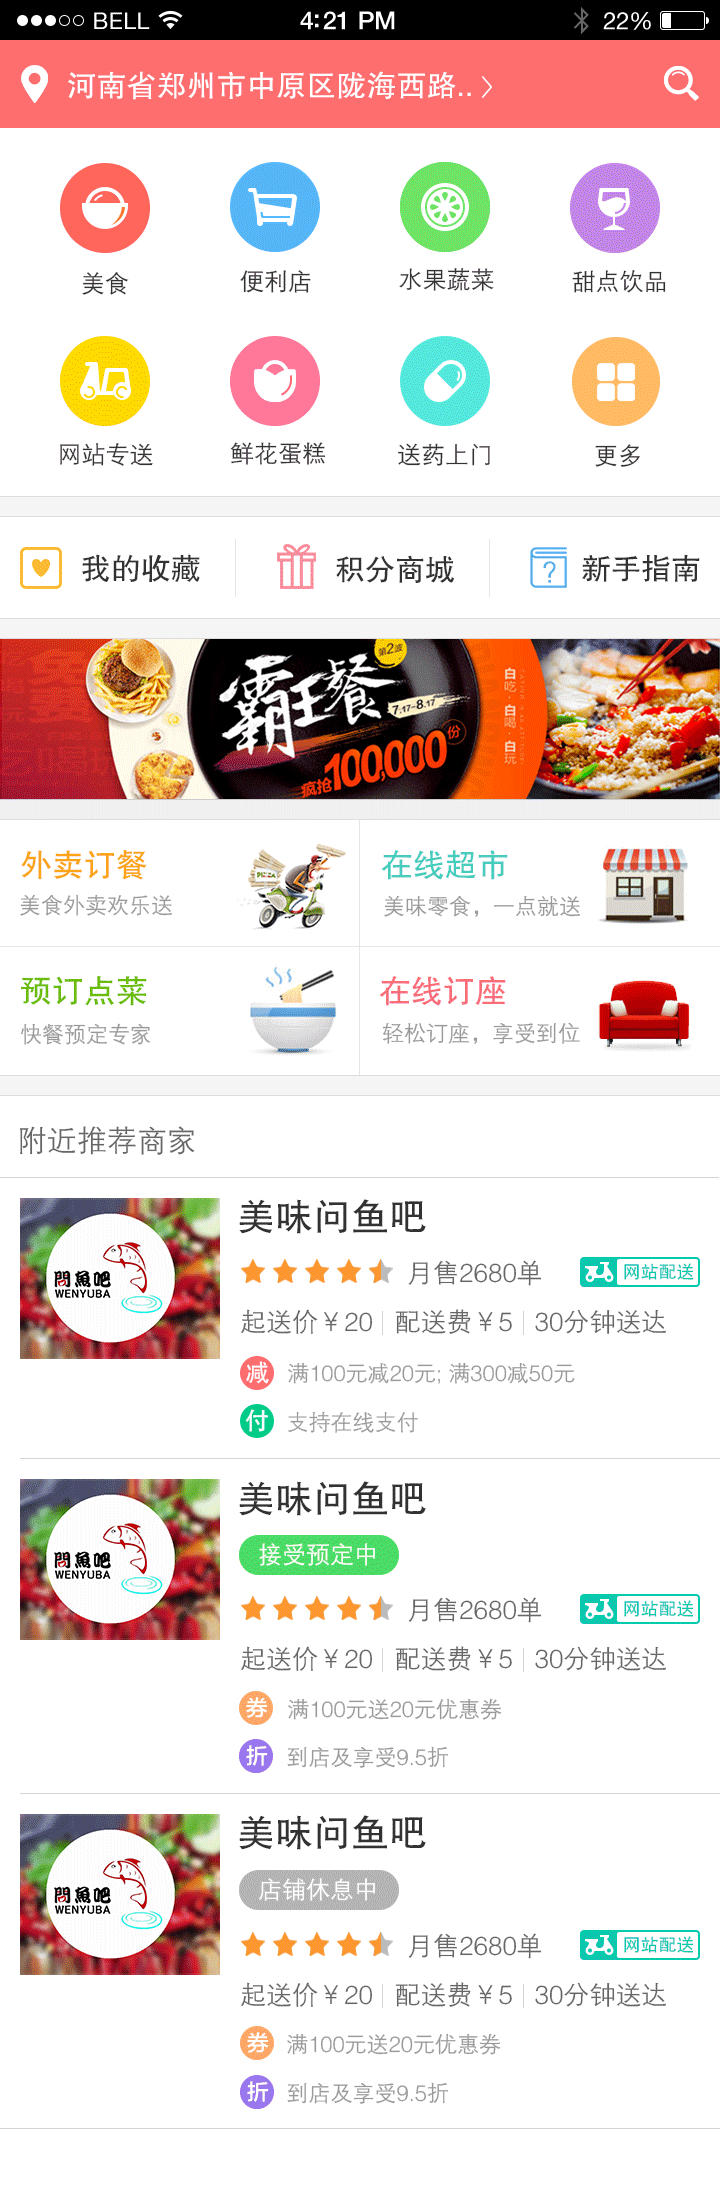 BELL 4:21 PM 22%
河南省郑州市中原区陇海西路..
美食 便利店 水果蔬菜 甜点饮品
网站专送 鲜花蛋糕 送药上门 更多
我的收藏 积分商城 新手指南
第2波
霸王餐
7.17-8.17
疯抢100,000份
白吃·白喝·白玩
外卖订餐
美食外卖欢乐送
PIZZA
在线超市
美味零食，一点就送
预订点菜
快餐预定专家
在线订座
轻松订座，享受到位
附近推荐商家
問魚吧
WENYUBA
美味问鱼吧
月售2680单 网站配送
起送价￥20 配送费￥5 30分钟送达
减 满100元减20元; 满300减50元
付 支持在线支付
問魚吧
WENYUBA
美味问鱼吧
接受预定中
月售2680单 网站配送
起送价￥20 配送费￥5 30分钟送达
券 满100元送20元优惠券
折 到店及享受9.5折
問魚吧
WENYUBA
美味问鱼吧
店铺休息中
月售2680单 网站配送
起送价￥20 配送费￥5 30分钟送达
券 满100元送20元优惠券
折 到店及享受9.5折